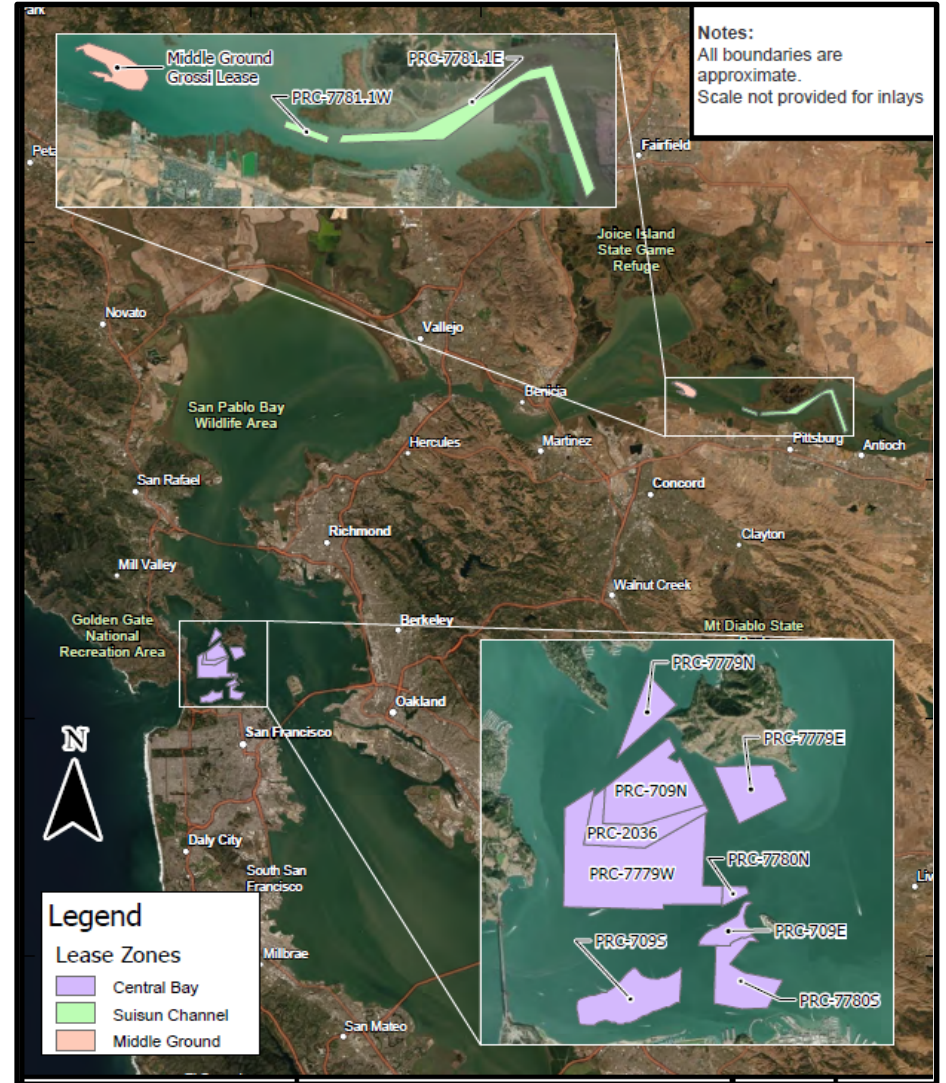 ark
Notes:
All boundaries are
approximate.
Scale not provided for inlays
Middle Ground
Grossi Lease
PRC-7781.1E
PRC-7781.1W
Peta
Fairfield
Joice Island
State Game
Refuge
Novato
Vallejo
San Pablo Bay
Wildlife Area
Benicia
Hercules
Martinez
Pittsburg
Antioch
San Rafael
Concord
Richmond
Clayton
Mill Valley
Walnut Creek
Golden Gate
National
Recreation Area
Berkeley
Mt Diablo State
PRC-7779N
Oakland
N
San Francisco
PRC-7779E
PRC-709N
PRC-2036
Daly City
PRC-7779W
PRC-7780N
South San
Francisco
Liv
Legend
Lease Zones
Central Bay
Suisun Channel
Middle Ground
PRC-709S
PRC-709E
Millbrae
PRC-7780S
San Mateo